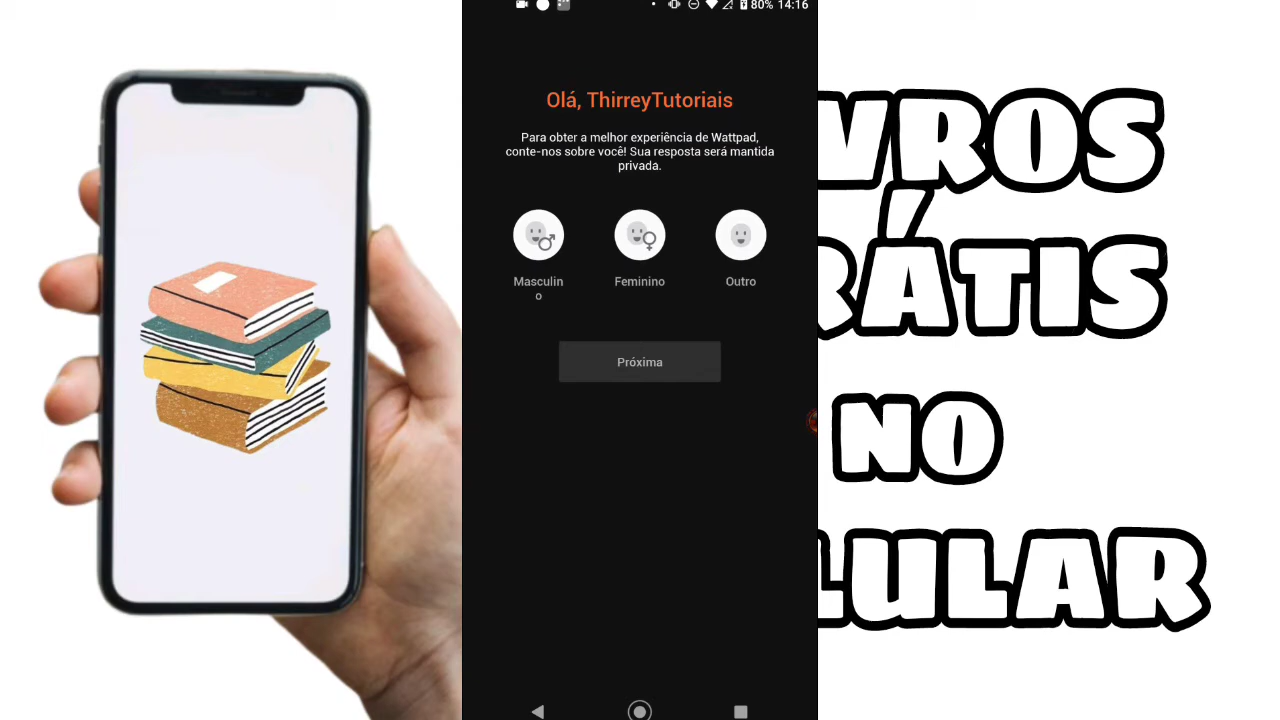 80% 14:16
Olá, ThirreyTutoriais
Para obter a melhor experiência de Wattpad,
conte-nos sobre você! Sua resposta será mantida
privada.
Masculin
o
Feminino
Outro
Próxima
VROS
RÁTIS
NO
LULAR